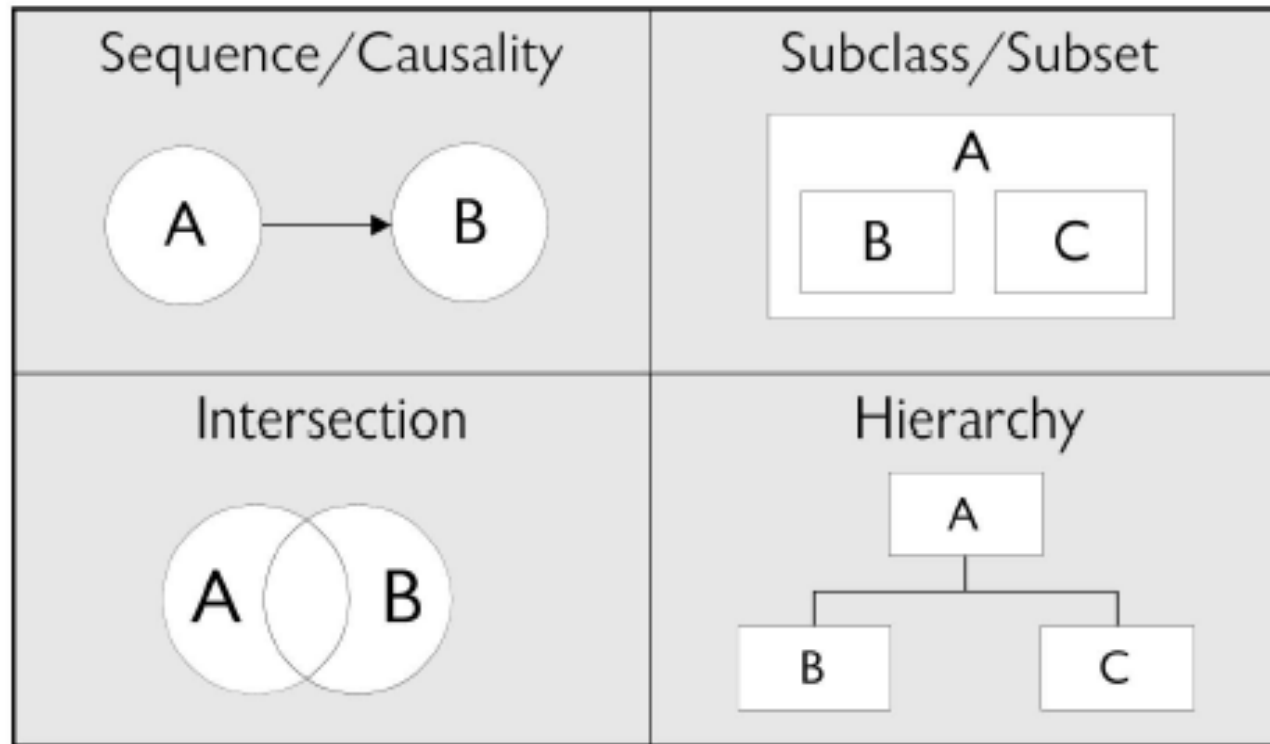 Sequence/Causality
A
B
Subclass/Subset
A
B
C
Intersection
A
B
Hierarchy
A
B
C